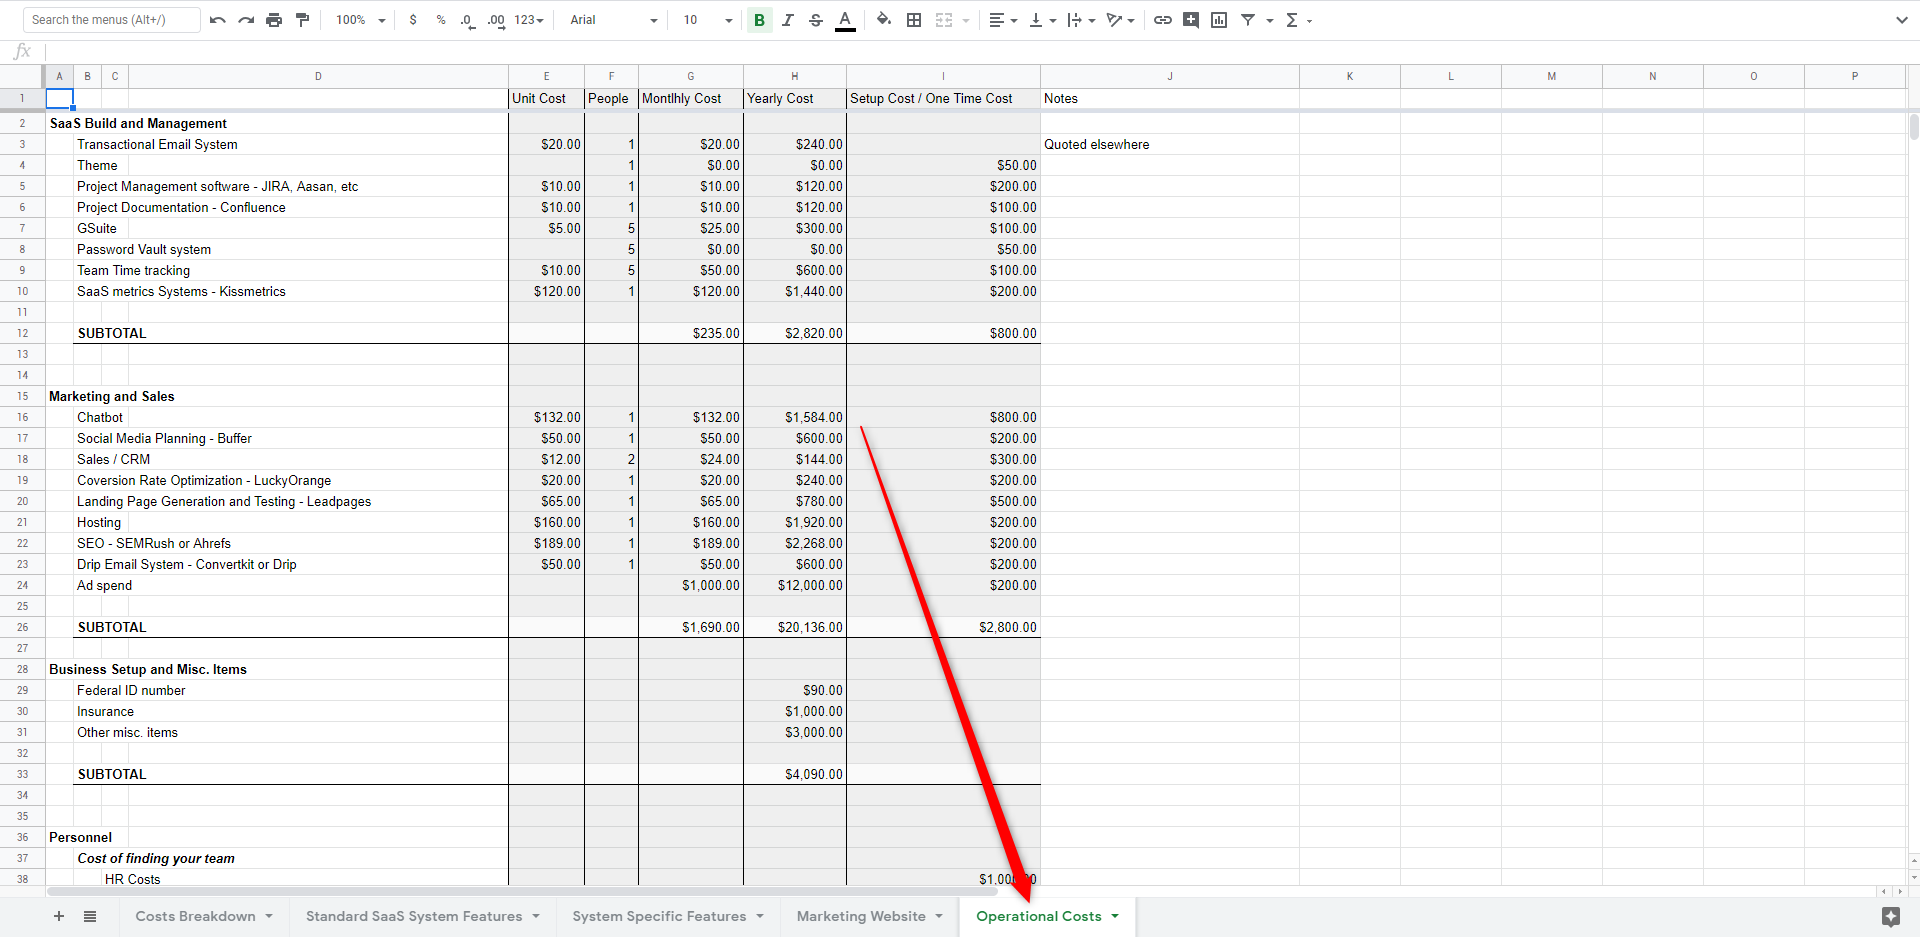 Search the menus (Alt+/) 100% $ % .0 .00 123 Arial 10 B I S A Σ
fx
A B C D E F G H I J K L M N O P
1 Unit Cost People Montlhly Cost Yearly Cost Setup Cost / One Time Cost Notes
2 SaaS Build and Management
3 Transactional Email System $20.00 1 $20.00 $240.00 Quoted elsewhere
4 Theme 1 $0.00 $0.00 $50.00
5 Project Management software - JIRA, Aasan, etc $10.00 1 $10.00 $120.00 $200.00
6 Project Documentation - Confluence $10.00 1 $10.00 $120.00 $100.00
7 GSuite $5.00 5 $25.00 $300.00 $100.00
8 Password Vault system 5 $0.00 $0.00 $50.00
9 Team Time tracking $10.00 5 $50.00 $600.00 $100.00
10 SaaS metrics Systems - Kissmetrics $120.00 1 $120.00 $1,440.00 $200.00
11
12 SUBTOTAL $235.00 $2,820.00 $800.00
13
14
15 Marketing and Sales
16 Chatbot $132.00 1 $132.00 $1,584.00 $800.00
17 Social Media Planning - Buffer $50.00 1 $50.00 $600.00 $200.00
18 Sales / CRM $12.00 2 $24.00 $144.00 $300.00
19 Coversion Rate Optimization - LuckyOrange $20.00 1 $20.00 $240.00 $200.00
20 Landing Page Generation and Testing - Leadpages $65.00 1 $65.00 $780.00 $500.00
21 Hosting $160.00 1 $160.00 $1,920.00 $200.00
22 SEO - SEMRush or Ahrefs $189.00 1 $189.00 $2,268.00 $200.00
23 Drip Email System - Convertkit or Drip $50.00 1 $50.00 $600.00 $200.00
24 Ad spend $1,000.00 $12,000.00 $200.00
25
26 SUBTOTAL $1,690.00 $20,136.00 $2,800.00
27
28 Business Setup and Misc. Items
29 Federal ID number $90.00
30 Insurance $1,000.00
31 Other misc. items $3,000.00
32
33 SUBTOTAL $4,090.00
34
35
36 Personnel
37 Cost of finding your team
38 HR Costs
Costs Breakdown Standard SaaS System Features System Specific Features Marketing Website Operational Costs